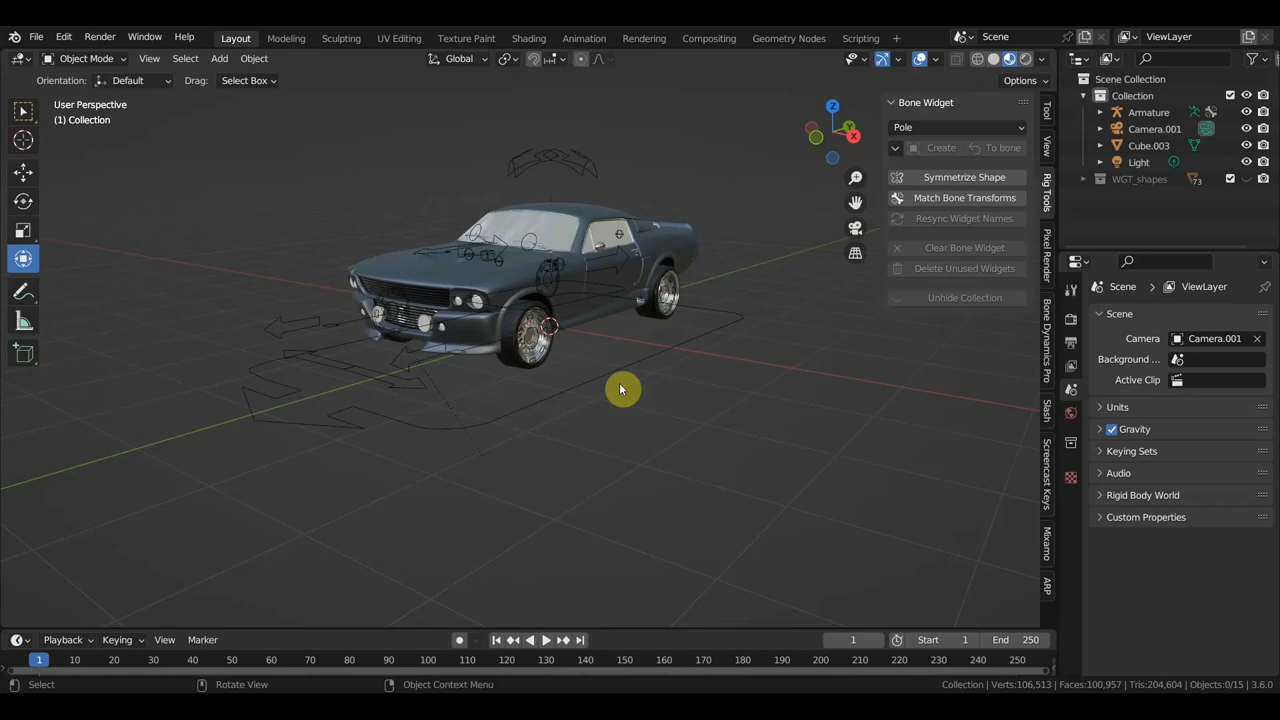 File Edit Render Window Help Layout Modeling Sculpting UV Editing Texture Paint Shading Animation Rendering Compositing Geometry Nodes Scripting + Scene ViewLayer
Object Mode View Select Add Object Global
Orientation: Default Drag: Select Box Options
User Perspective
(1) Collection
Bone Widget
Pole
Create To bone
Symmetrize Shape
Match Bone Transforms
Resync Widget Names
Clear Bone Widget
Delete Unused Widgets
Unhide Collection
Z
Y
X
Tool
View
Rig Tools
Pixel Render
Bone Dynamics Pro
Slash
Screencast Keys
Mixamo
ARP
Scene Collection
Collection
Armature
Camera.001
Cube.003
Light
WGT_shapes 73
Scene ViewLayer
Scene
Camera Camera.001
Background ...
Active Clip
Units
Gravity
Keying Sets
Audio
Rigid Body World
Custom Properties
Playback Keying View Marker 1 Start 1 End 250
1 10 20 30 40 50 60 70 80 90 100 110 120 130 140 150 160 170 180 190 200 210 220 230 240 250
Select Rotate View Object Context Menu Collection | Verts:106,513 | Faces:100,957 | Tris:204,604 | Objects:0/15 | 3.6.0